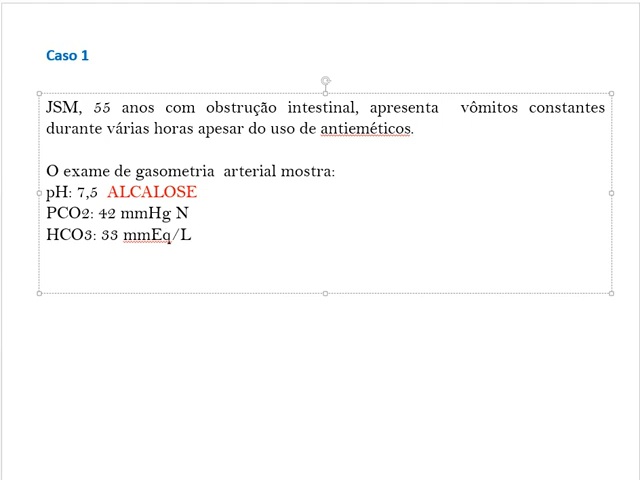 Caso 1
JSM, 55 anos com obstrução intestinal, apresenta vômitos constantes
durante várias horas apesar do uso de antieméticos.
O exame de gasometria arterial mostra:
pH: 7,5 ALCALOSE
PCO2: 42 mmHg N
HCO3: 33 mmEq/L